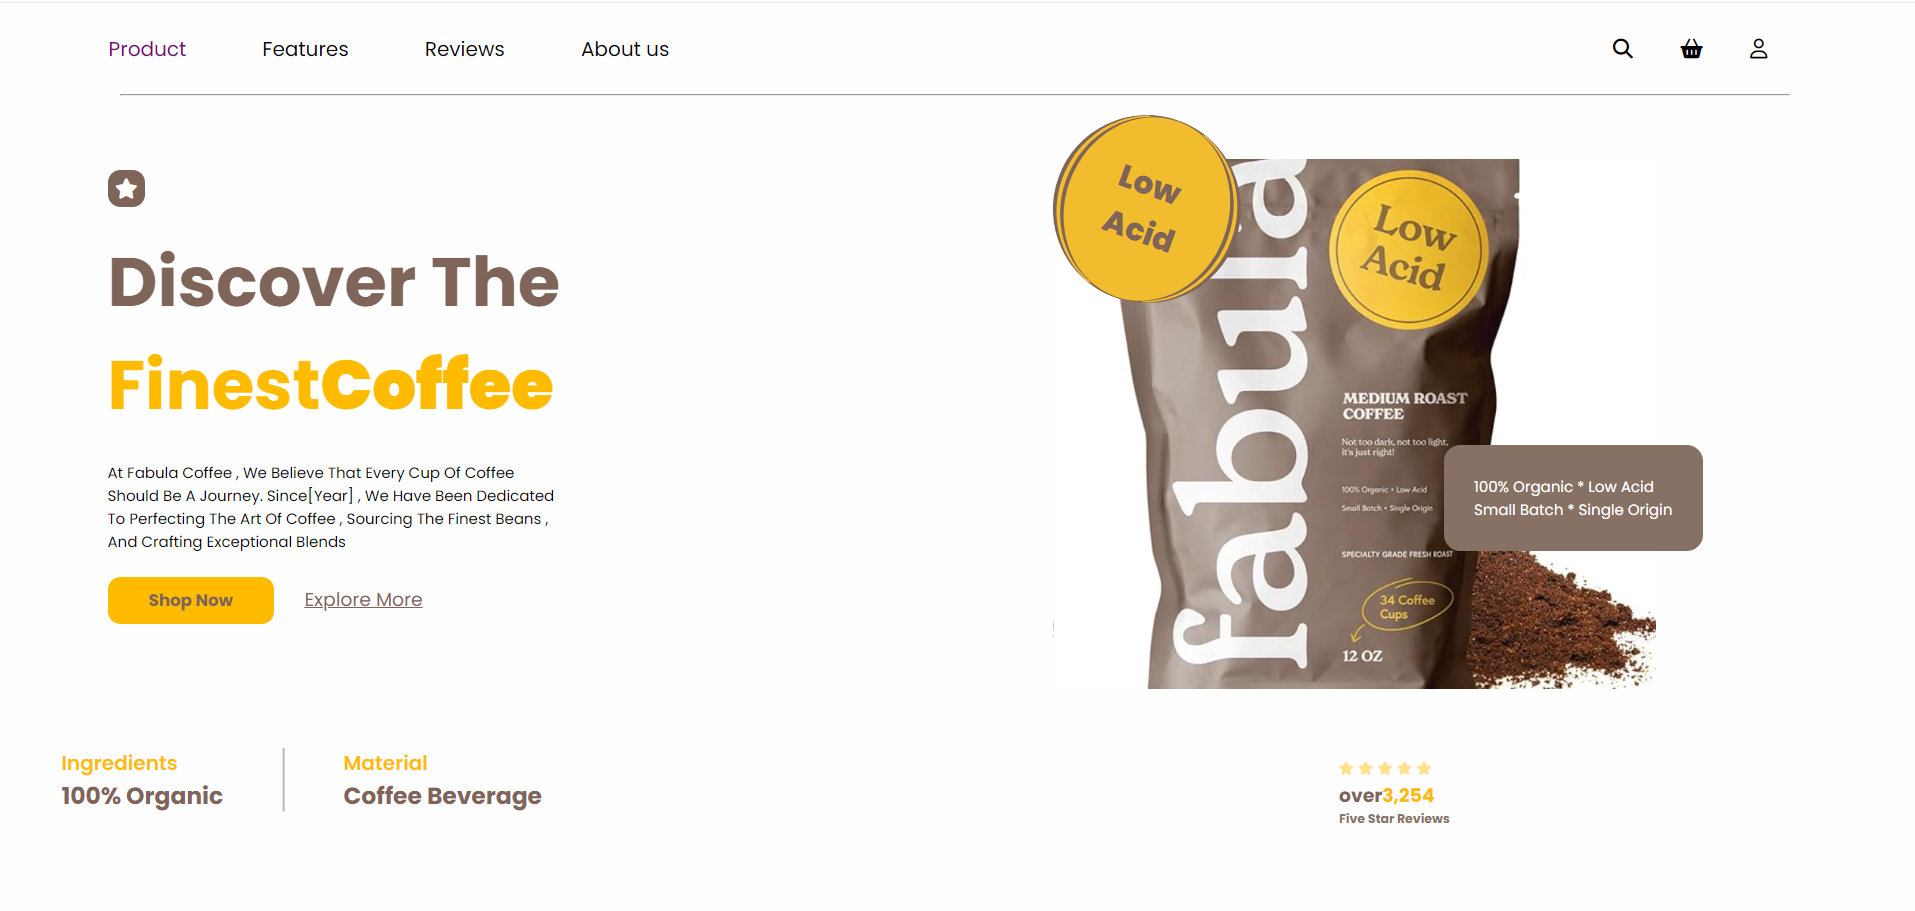 Product
Features
Reviews
About us
Discover The
FinestCoffee
At Fabula Coffee , We Believe That Every Cup Of Coffee
Should Be A Journey. Since[Year] , We Have Been Dedicated
To Perfecting The Art Of Coffee , Sourcing The Finest Beans ,
And Crafting Exceptional Blends
Shop Now
Explore More
Low
Acid
fabula
Low
Acid
MEDIUM ROAST
COFFEE
Not too dark, not too light,
it's just right!
100% Organic • Low Acid
Small Batch • Single Origin
SPECIALTY GRADE FRESH ROAST
34 Coffee
Cups
12 OZ
100% Organic * Low Acid
Small Batch * Single Origin
Ingredients
100% Organic
Material
Coffee Beverage
over3,254
Five Star Reviews